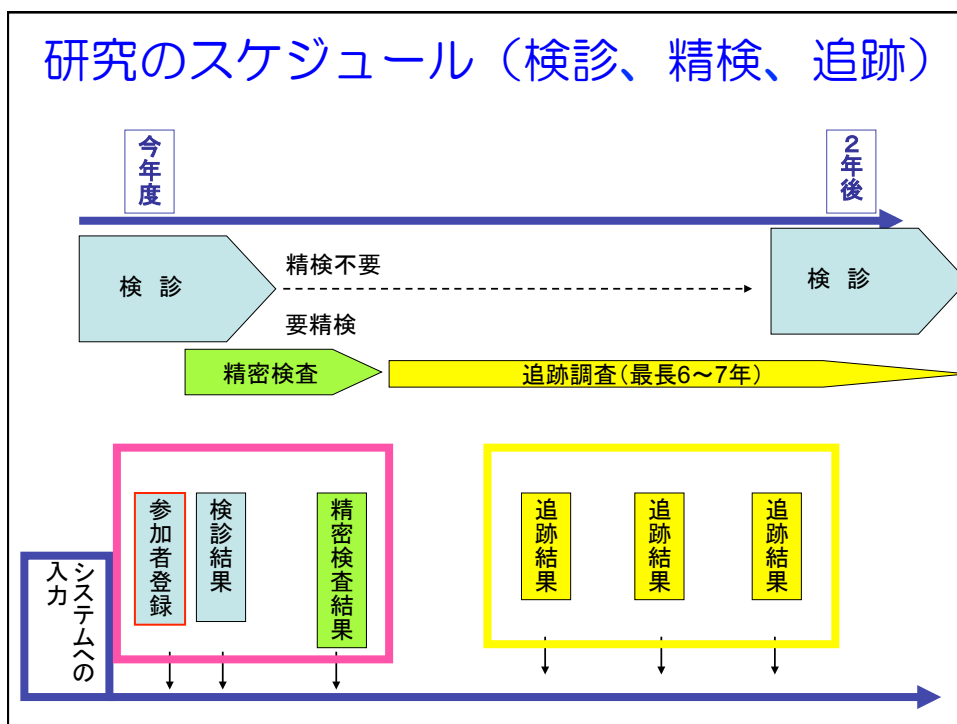 研究のスケジュール（検診、精検、追跡）
今年度
2年後
検 診
精検不要
検 診
要精検
精密検査
追跡調査（最長6～7年）
参加者登録
検診結果
精密検査結果
追跡結果
追跡結果
追跡結果
システムへの
入力